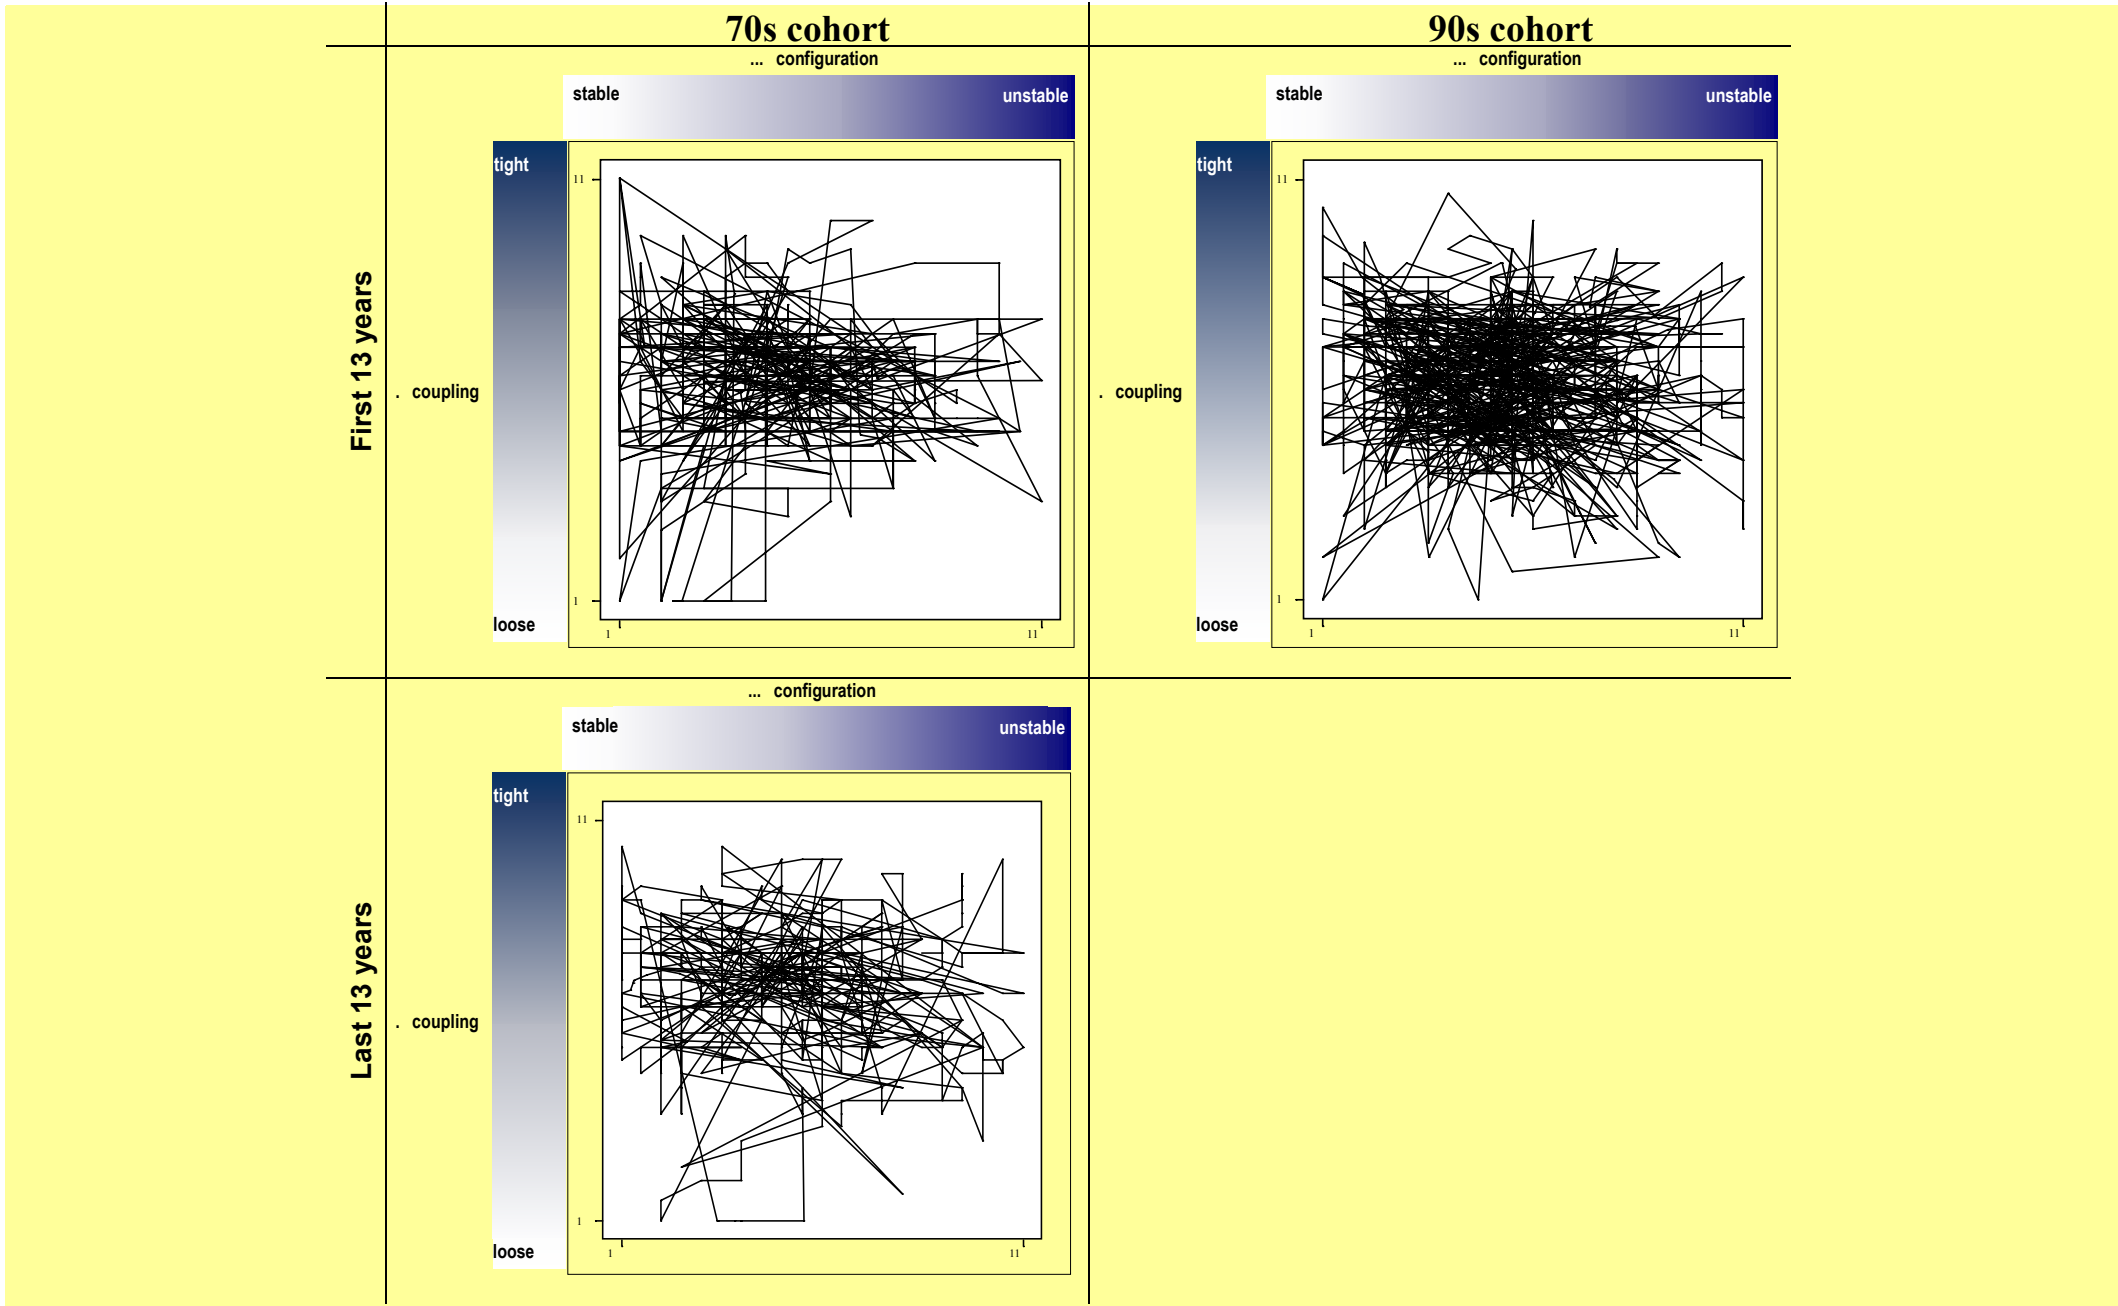 70s cohort
90s cohort
First 13 years
... configuration
stable
unstable
tight
. coupling
loose
11
1
1
11
... configuration
stable
unstable
tight
. coupling
loose
11
1
1
11
Last 13 years
... configuration
stable
unstable
tight
. coupling
loose
11
1
1
11